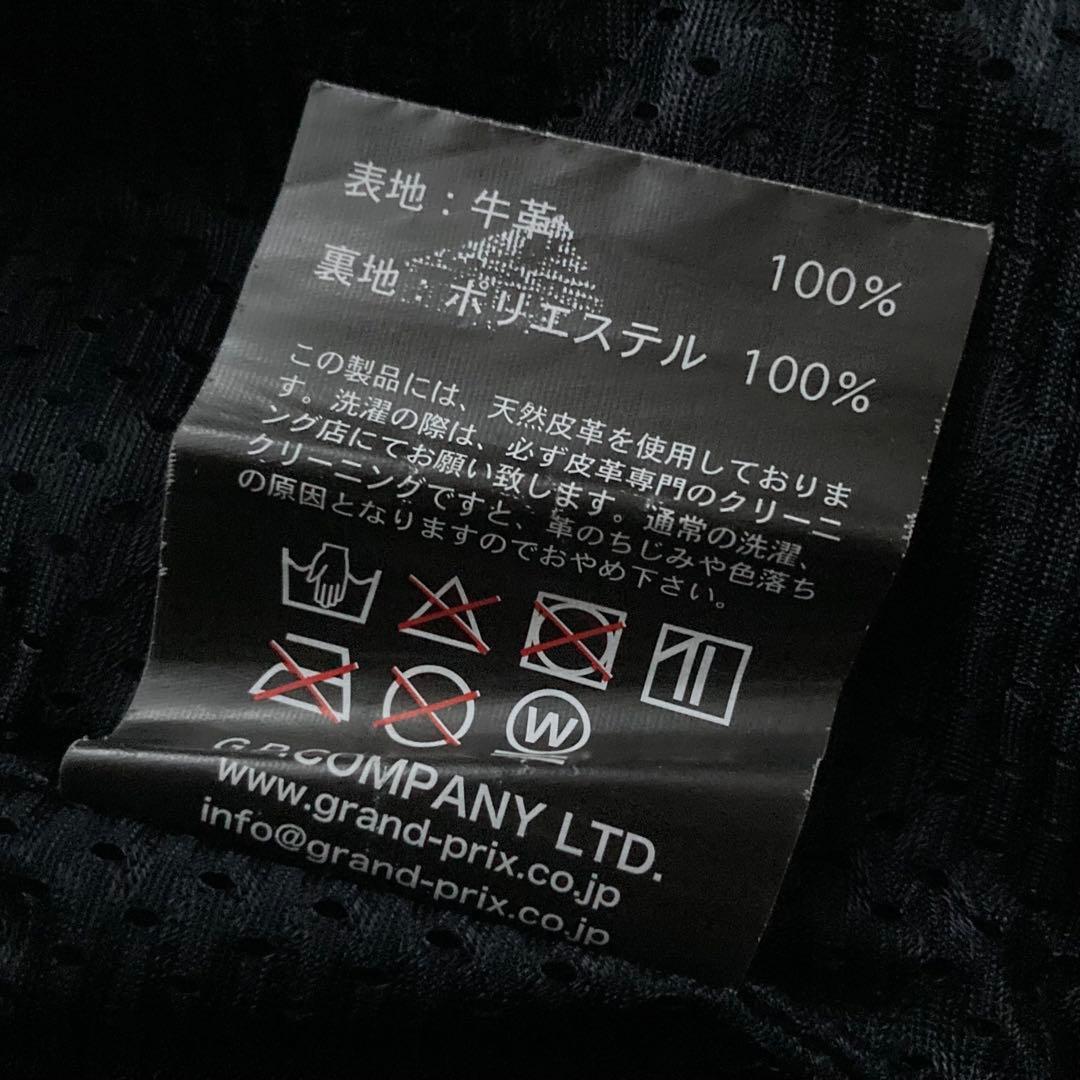 表地：牛革 100%
裏地：ポリエステル 100%
この製品には、天然皮革を使用しておりま
す。洗濯の際は、必ず皮革専門のクリーニ
ング店にてお願い致します。通常の洗濯、
クリーニングですと、革のちじみや色落ち
の原因となりますのでおやめ下さい。
W
G.P.COMPANY LTD.
www.grand-prix.co.jp
info@grand-prix.co.jp